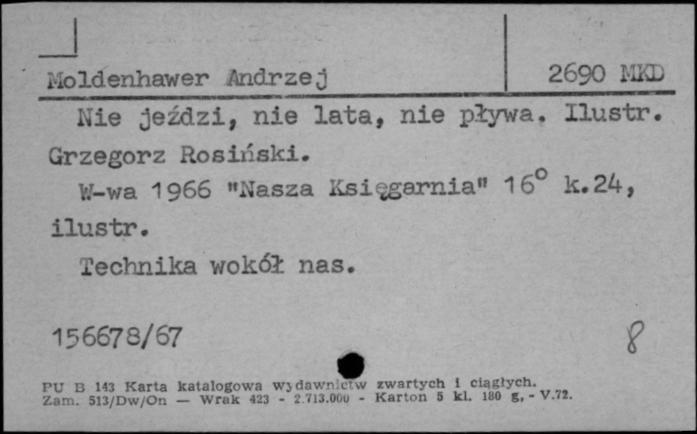 Moldenhawer Andrzej 2690 MKD
Nie jeździ, nie lata, nie pływa. Ilustr.
Grzegorz Rosiński.
W-wa 1966 "Nasza Księgarnia" 16° k.24,
ilustr.
Technika wokół nas.
156678/67 8
PU B 143 Karta katalogowa wydawnictw zwartych i ciągłych.
Zam. 513/Dw/On — Wrak 423 - 2.713.000 - Karton 5 kl. 180 g, - V.72.